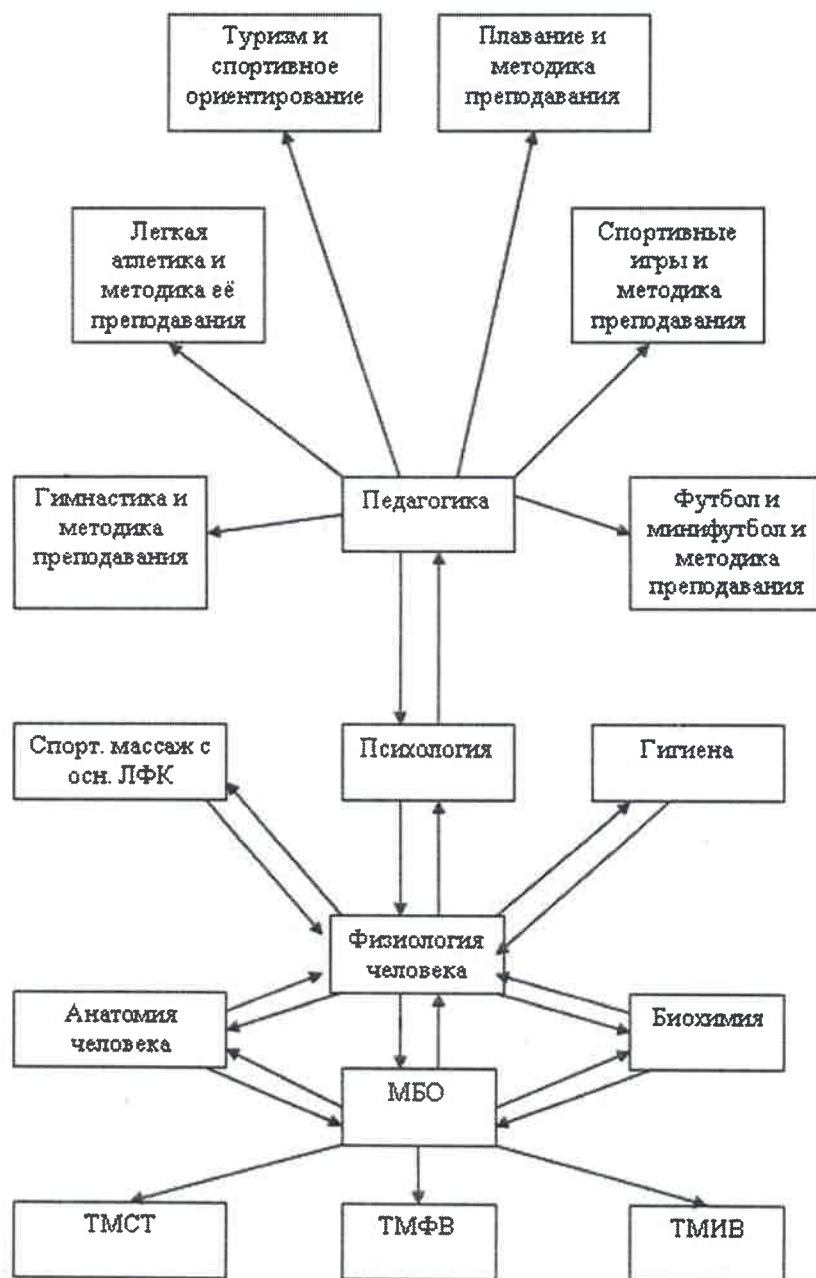 Туризм и
спортивное
ориентирование
Плавание и
методика
преподавания
Легкая
атлетика и
методика её
преподавания
Спортивные
игры и
методика
преподавания
Гимнастика и
методика
преподавания
Педагогика
Футбол и
минифутбол и
методика
преподавания
Спорт. массаж с
осн. ЛФК
Психология
Гигиена
Физиология
человека
Анатомия
человека
Биохимия
МБО
ТМСТ
ТМФВ
ТМИВ